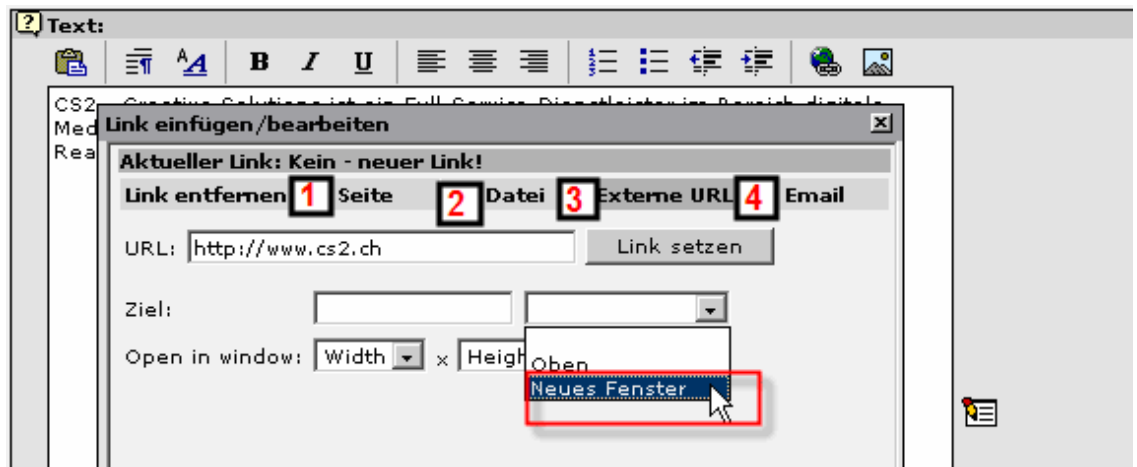 Text:
B I U
CS2
Med
Rea
Link einfügen/bearbeiten
Aktueller Link: Kein - neuer Link!
Link entfernen 1 Seite 2 Datei 3 Externe URL 4 Email
URL: http://www.cs2.ch Link setzen
Ziel:
Open in window: Width x Heigh
Oben
Neues Fenster